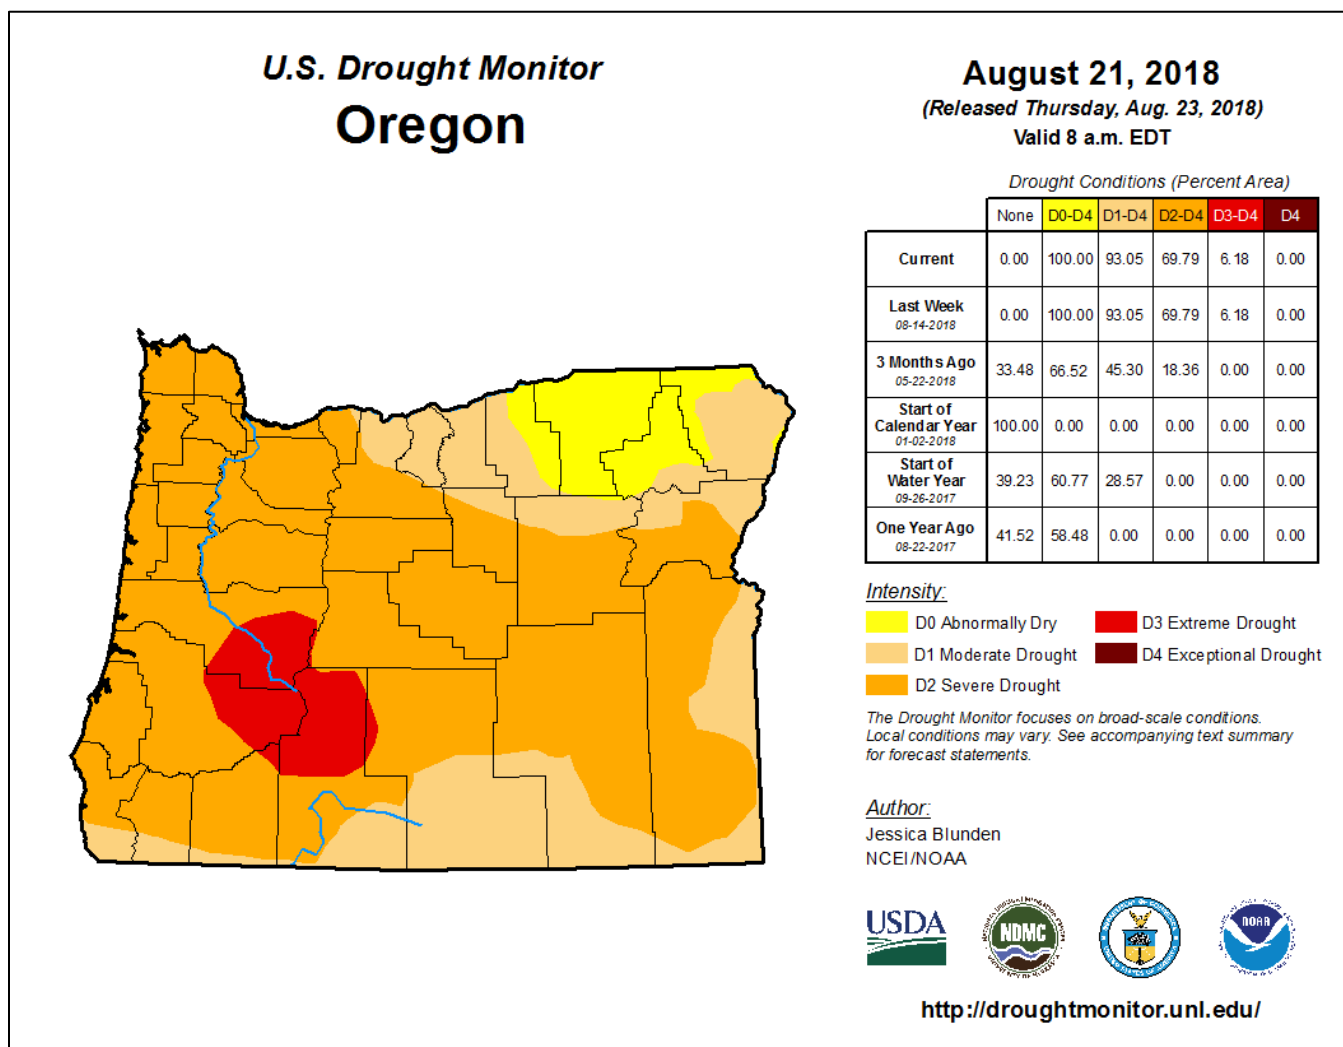 U.S. Drought Monitor
Oregon
August 21, 2018
(Released Thursday, Aug. 23, 2018)
Valid 8 a.m. EDT
Drought Conditions (Percent Area)
None D0-D4 D1-D4 D2-D4 D3-D4 D4
Current 0.00 100.00 93.05 69.79 6.18 0.00
Last Week
08-14-2018 0.00 100.00 93.05 69.79 6.18 0.00
3 Months Ago
05-22-2018 33.48 66.52 45.30 18.36 0.00 0.00
Start of
Calendar Year
01-02-2018 100.00 0.00 0.00 0.00 0.00 0.00
Start of
Water Year
09-26-2017 39.23 60.77 28.57 0.00 0.00 0.00
One Year Ago
08-22-2017 41.52 58.48 0.00 0.00 0.00 0.00
Intensity:
D0 Abnormally Dry
D1 Moderate Drought
D2 Severe Drought
D3 Extreme Drought
D4 Exceptional Drought
The Drought Monitor focuses on broad-scale conditions.
Local conditions may vary. See accompanying text summary
for forecast statements.
Author:
Jessica Blunden
NCEI/NOAA
USDA
NDMC
NOAA
http://droughtmonitor.unl.edu/